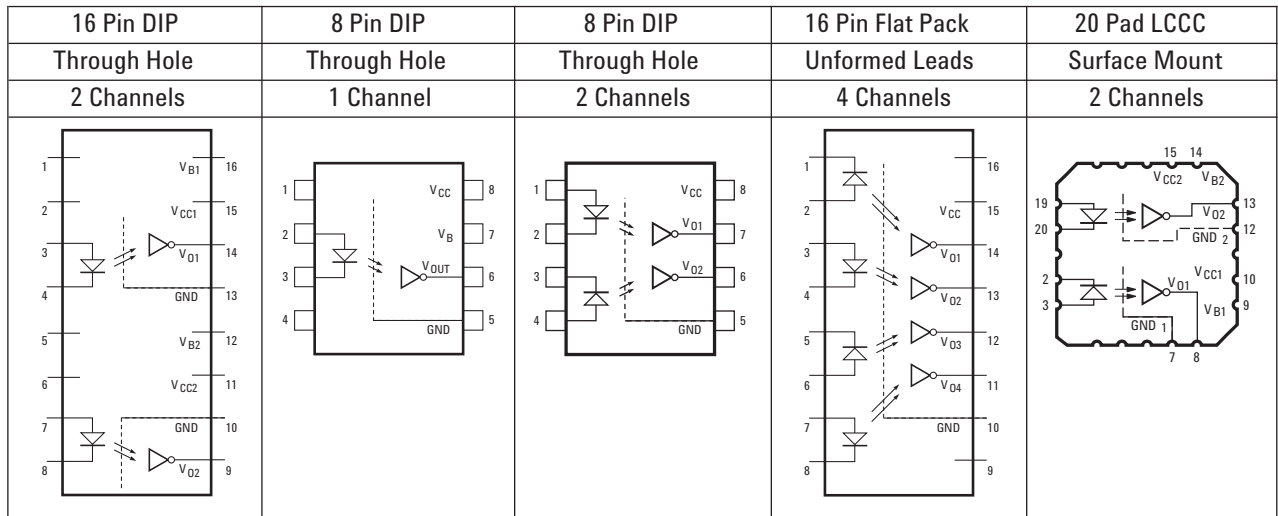 16 Pin DIP
8 Pin DIP
8 Pin DIP
16 Pin Flat Pack
20 Pad LCCC
Through Hole
Through Hole
Through Hole
Unformed Leads
Surface Mount
2 Channels
1 Channel
2 Channels
4 Channels
2 Channels
1
VB1
16
2
VCC1
15
3
VO1
14
4
GND
13
5
VB2
12
6
VCC2
11
7
GND
10
8
VO2
9
1
VCC
8
2
VB
7
3
VOUT
6
4
GND
5
1
VCC
8
2
VO1
7
3
VO2
6
4
GND
5
1
16
2
VCC
15
3
VO1
14
4
VO2
13
5
VO3
12
6
VO4
11
7
GND
10
8
9
15 14
VCC2
VB2
19
VO2
13
20
GND 2
12
2
VCC1
10
3
VO1
VB1
9
GND 1
7 8